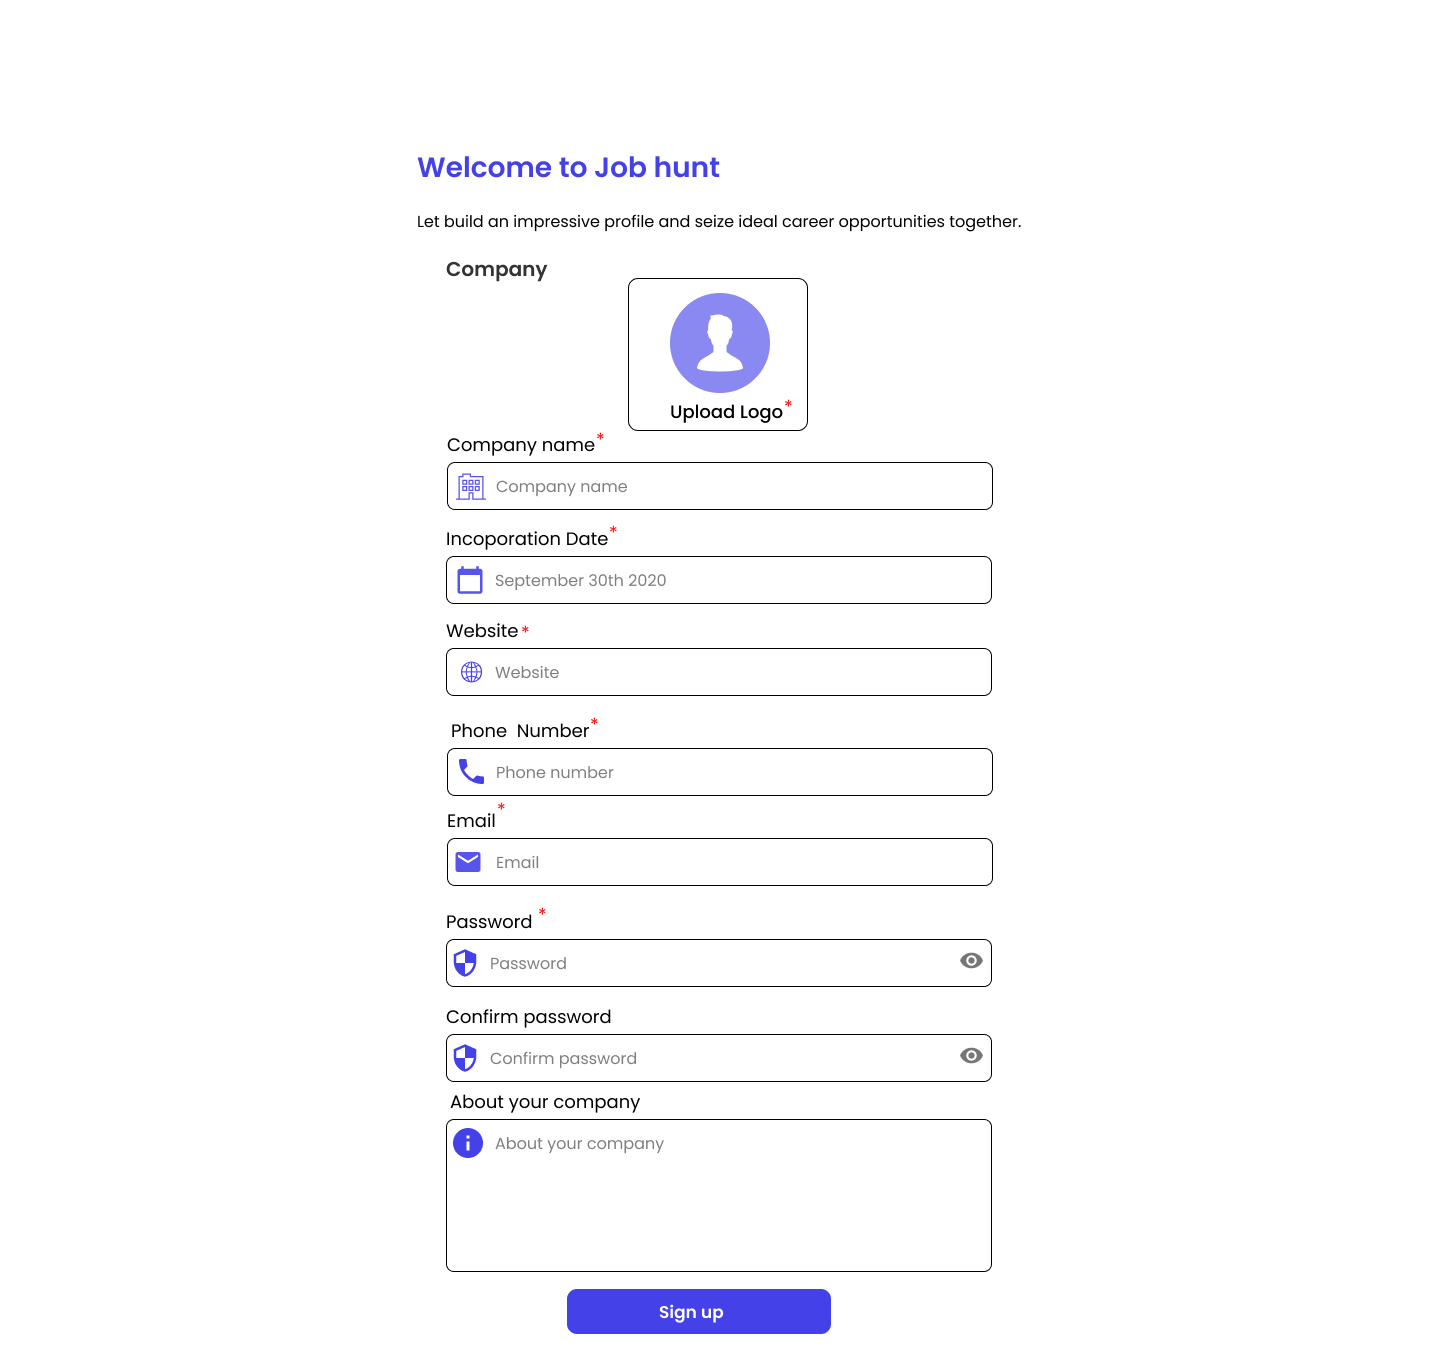 Welcome to Job hunt
Let build an impressive profile and seize ideal career opportunities together.
Company
Upload Logo*
Company name*
Company name
Incoporation Date*
September 30th 2020
Website*
Website
Phone  Number*
Phone number
Email*
Email
Password *
Password
Confirm password
Confirm password
About your company
About your company
Sign up